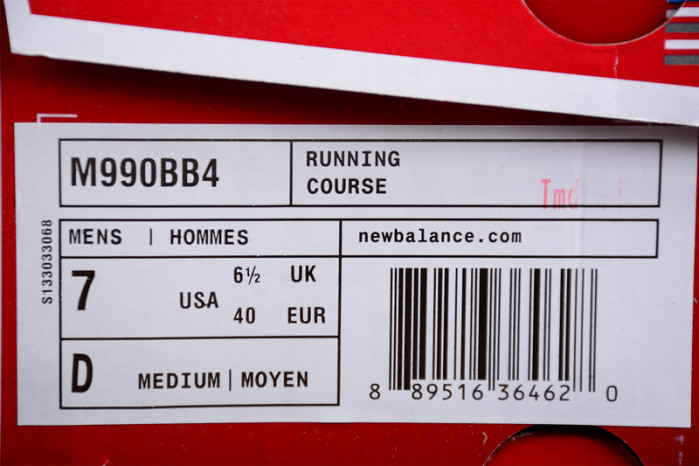 M990BB4
RUNNING
COURSE
MENS | HOMMES
newbalance.com
7 USA 6½ UK
40 EUR
D MEDIUM | MOYEN
S133033068
8 89516 36462 0